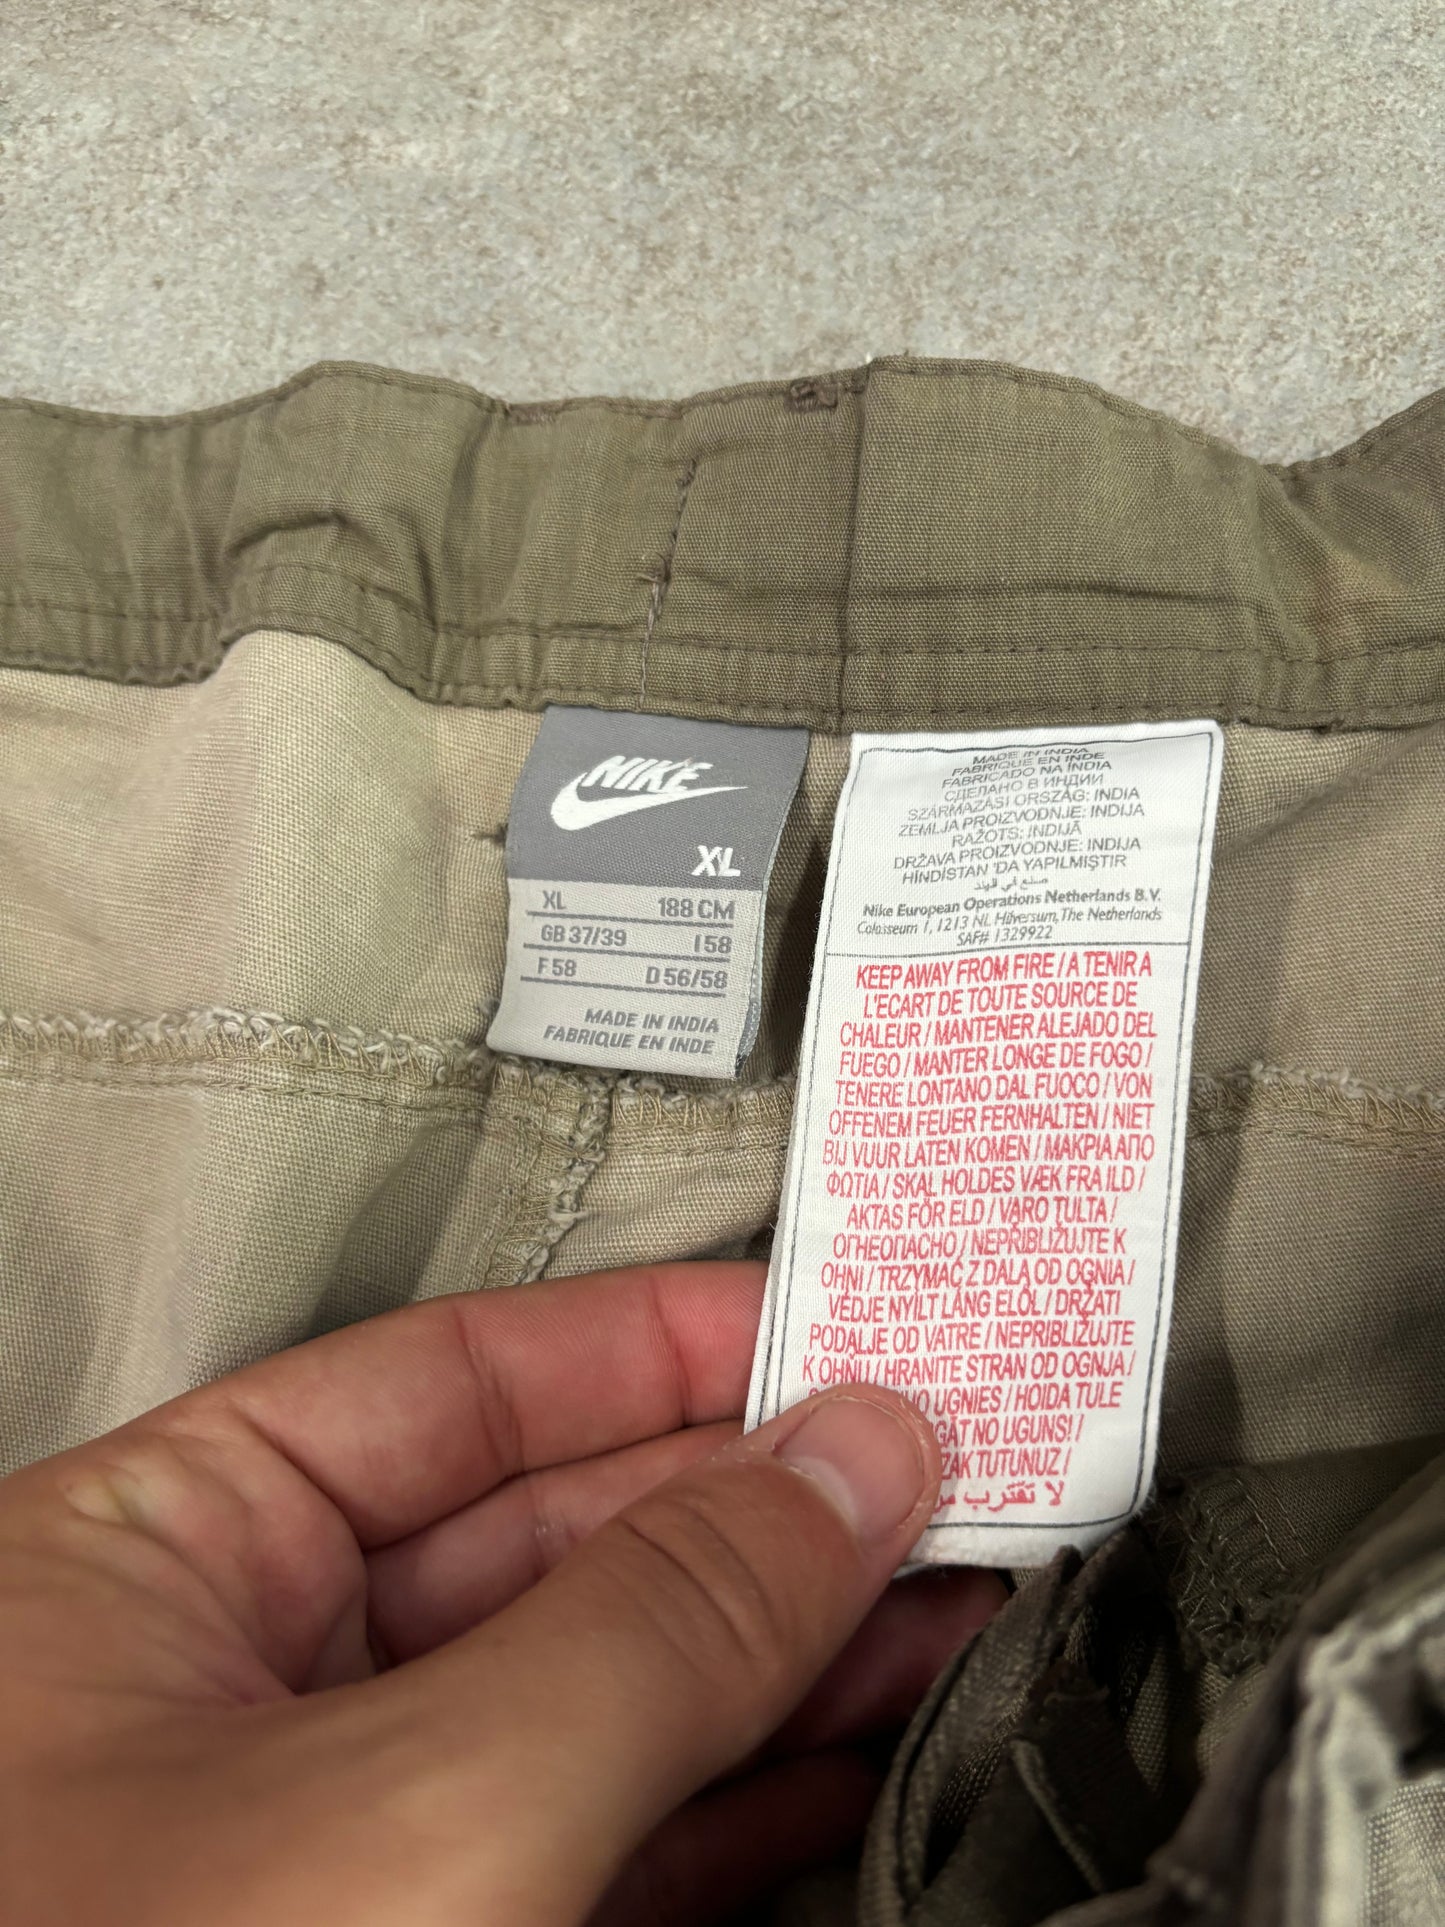 NIKE
XL
XL 188 CM
GB 37/39 I 58
F 58 D 56/58
MADE IN INDIA
FABRIQUE EN INDE
MADE IN INDIA
FABRIQUE EN INDE
FABRICADO NA ÍNDIA
СДЕЛАНО В ИНДИИ
SZÁRMAZÁSI ORSZÁG: INDIA
ZEMLJA PROIZVODNJE: INDIJA
RAŽOTS: INDIJĀ
DRŽAVA PROIZVODNJE: INDIJA
HİNDİSTAN 'DA YAPILMIŞTIR
صنع في الهند
Nike European Operations Netherlands B.V.
Colosseum 1, 1213 NL Hilversum, The Netherlands
SAF# 1329922
KEEP AWAY FROM FIRE / A TENIR A
L'ECART DE TOUTE SOURCE DE
CHALEUR / MANTENER ALEJADO DEL
FUEGO / MANTER LONGE DE FOGO /
TENERE LONTANO DAL FUOCO / VON
OFFENEM FEUER FERNHALTEN / NIET
BIJ VUUR LATEN KOMEN / ΜΑΚΡΙΑ ΑΠΟ
ΦΩΤΙΑ / SKAL HOLDES VÆK FRA ILD /
AKTAS FÖR ELD / VARO TULTA /
ОГНЕОПАСНО / NEPŘIBLIŽUJTE K
OHNI / TRZYMAĆ Z DALA OD OGNIA /
VÉDJE NYÍLT LÁNG ELŐL / DRŽATI
PODALJE OD VATRE / NEPRIBLIŽUJTE
K OHŇU / HRANITE STRAN OD OGNJA /
UGNIES / HOIDA TULE
NO UGUNS! /
TUTUNUZ /
لا تقترب